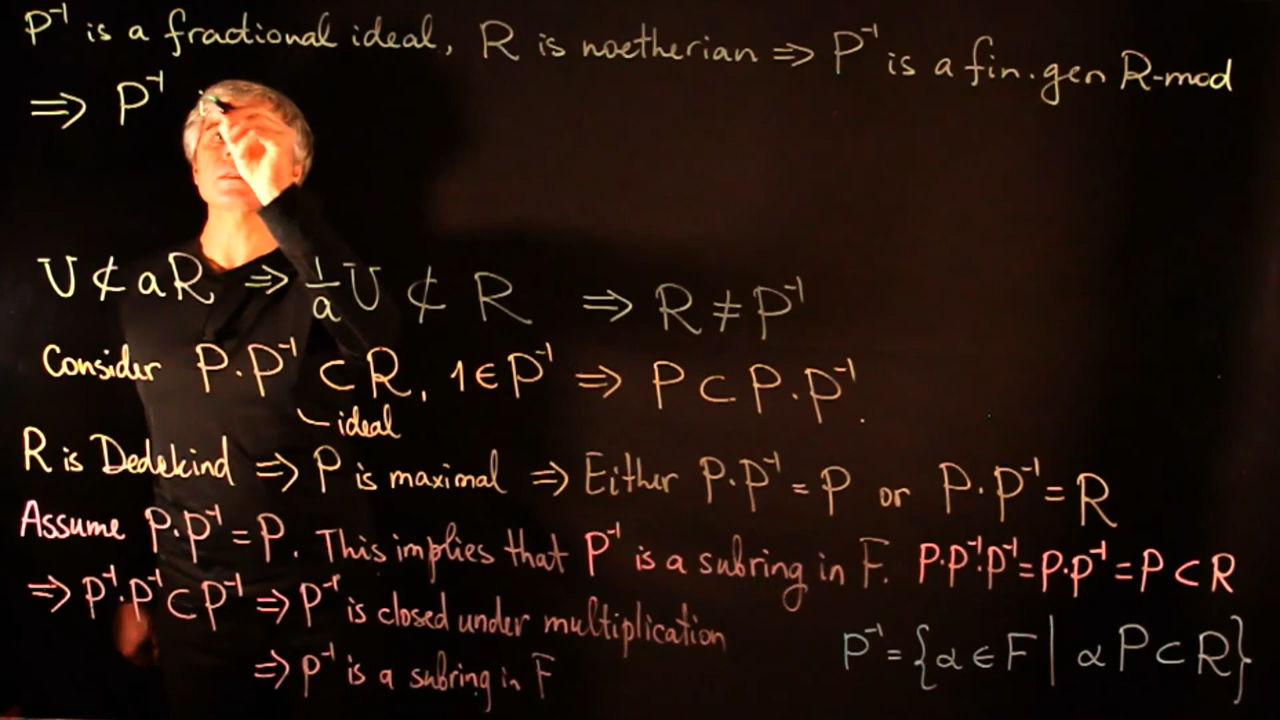 P⁻¹ is a fractional ideal, R is noetherian ⇒ P⁻¹ is a fin.gen R-mod
⇒ P⁻¹ i
U ⊄ aR ⇒ 1/a U ⊄ R ⇒ R ≠ P⁻¹
Consider P·P⁻¹ ⊂ R, 1 ∈ P⁻¹ ⇒ P ⊂ P·P⁻¹.
ideal
R is Dedekind ⇒ P is maximal ⇒ Either P·P⁻¹ = P or P·P⁻¹ = R
Assume P·P⁻¹ = P. This implies that P⁻¹ is a subring in F. P·P⁻¹·P⁻¹ = P·P⁻¹ = P ⊂ R
⇒ P⁻¹·P⁻¹ ⊂ P⁻¹ ⇒ P⁻¹ is closed under multiplication
⇒ P⁻¹ is a subring in F
P⁻¹ = {α ∈ F | αP ⊂ R}